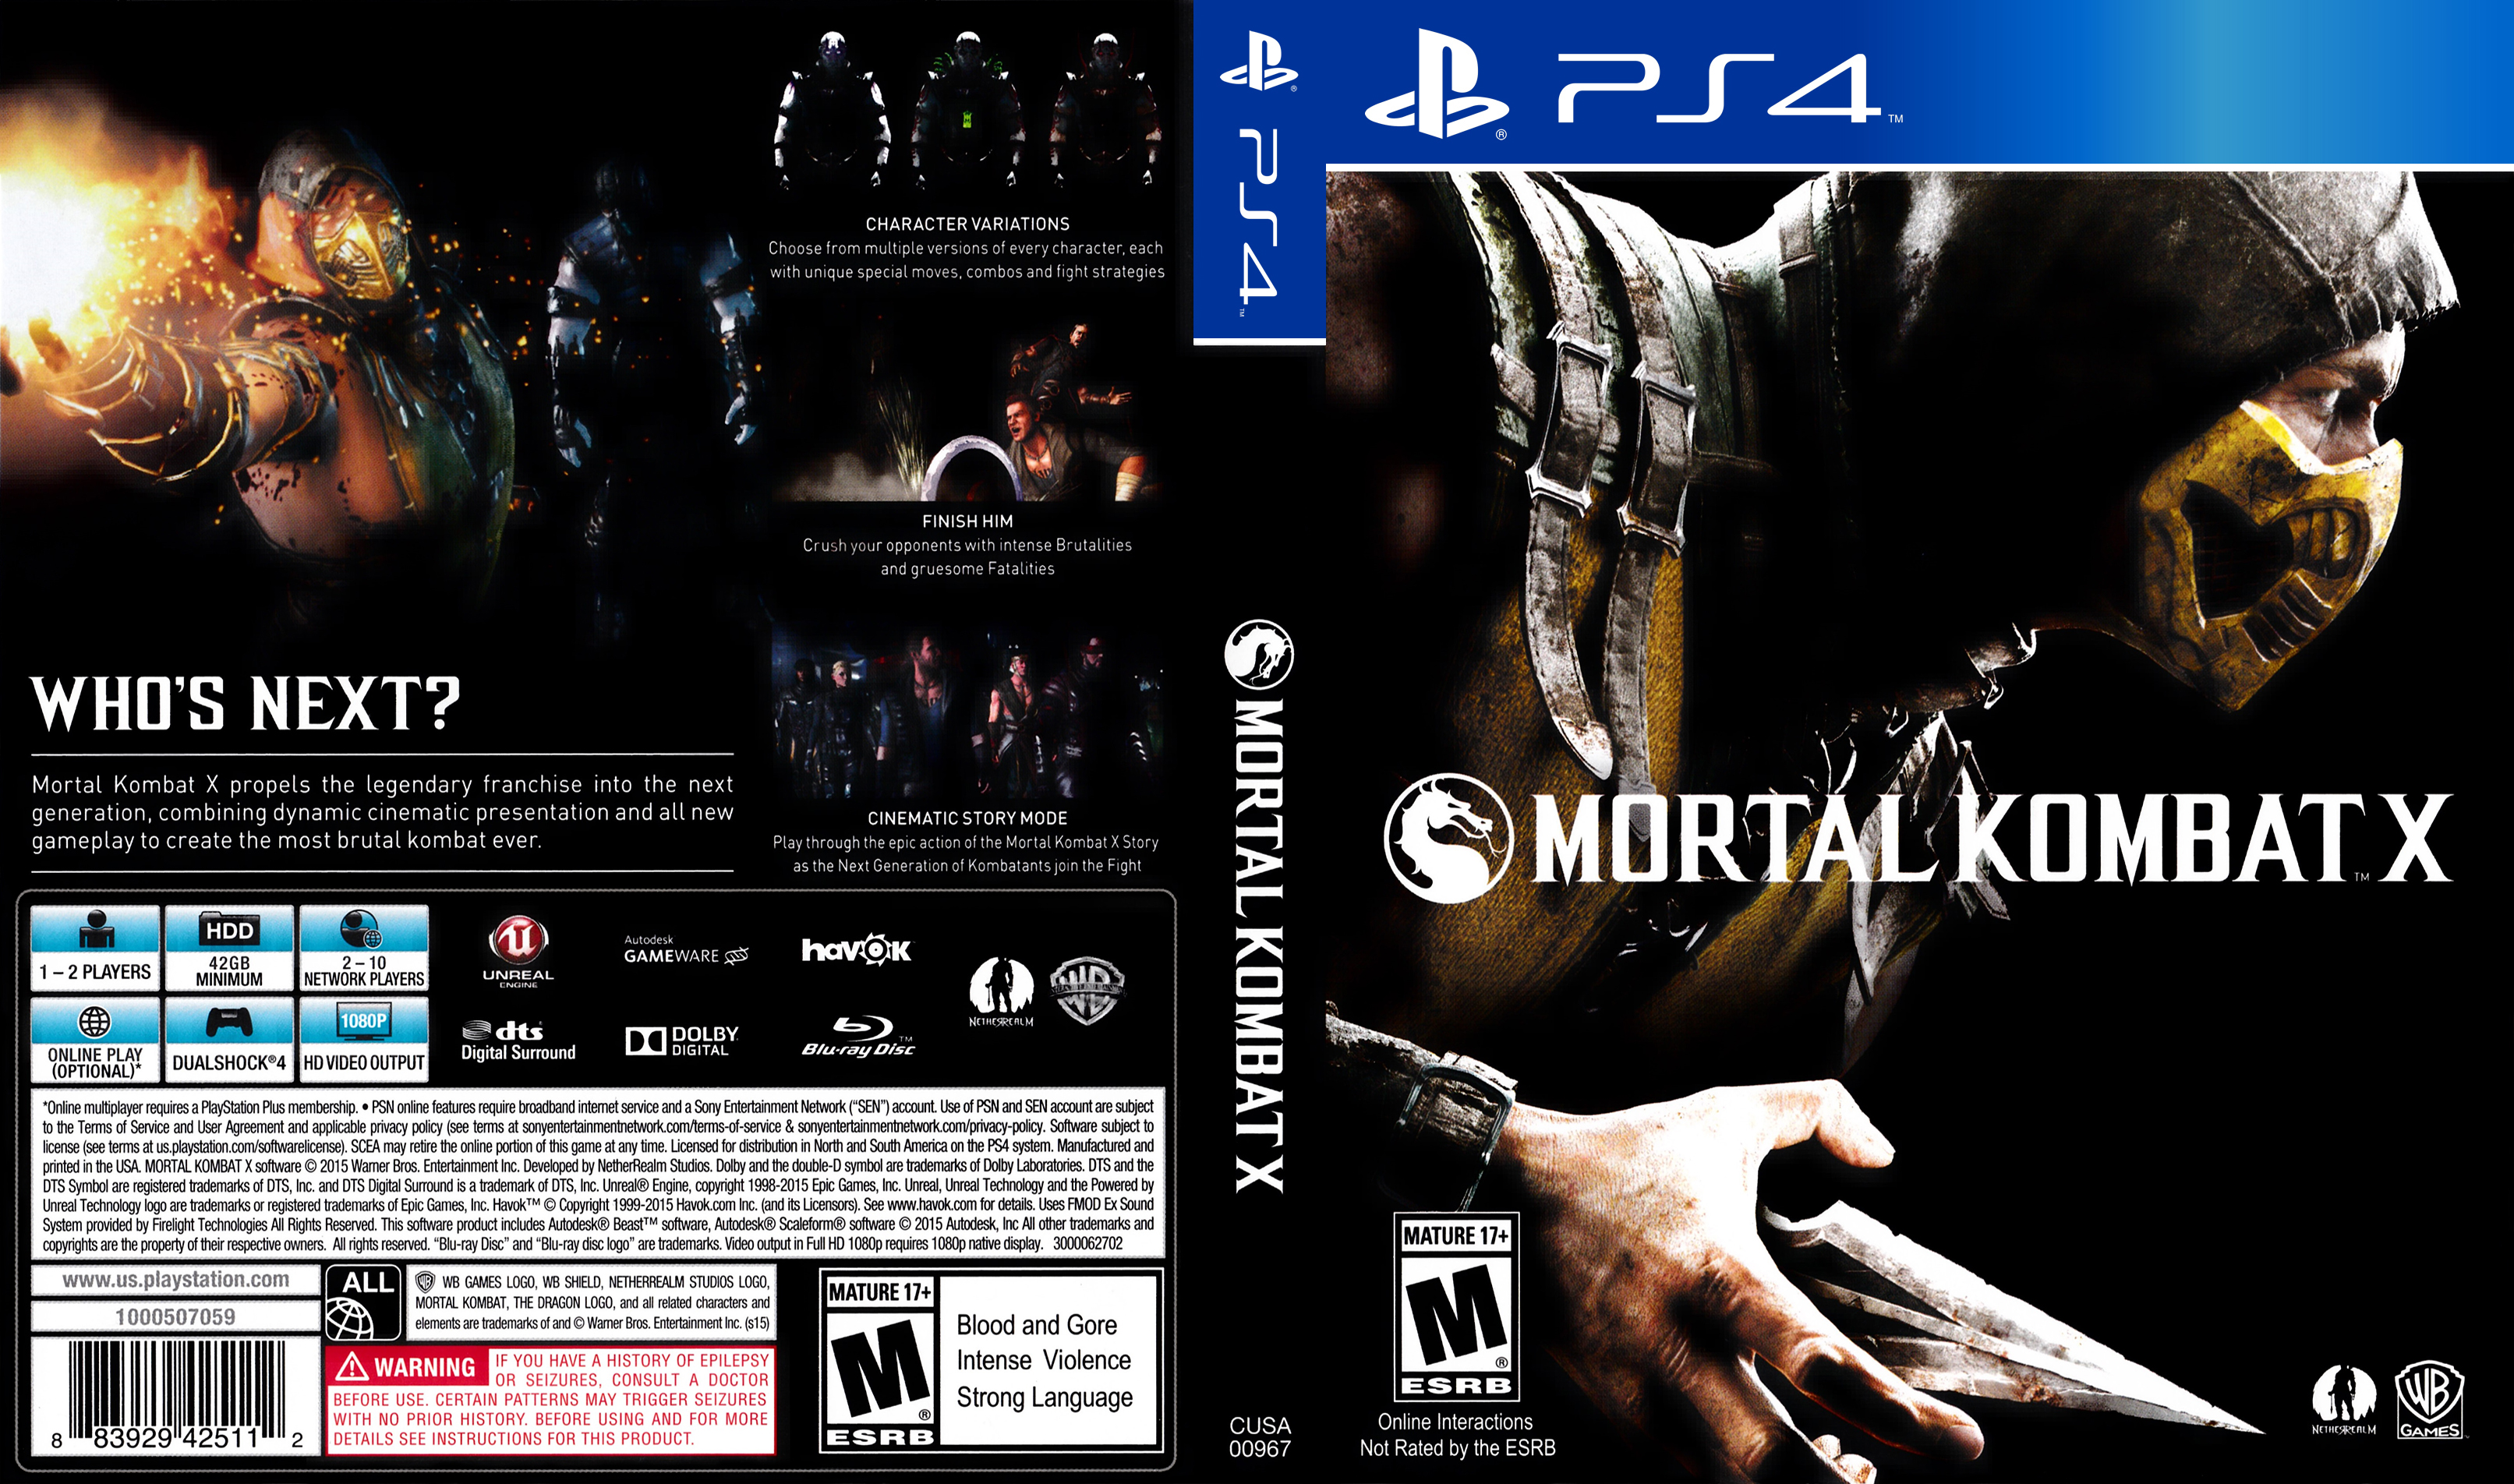 CHARACTER VARIATIONS
Choose from multiple versions of every character, each
with unique special moves, combos and fight strategies
FINISH HIM
Crush your opponents with intense Brutalities
and gruesome Fatalities
CINEMATIC STORY MODE
Play through the epic action of the Mortal Kombat X Story
as the Next Generation of Kombatants join the Fight
WHO'S NEXT?
Mortal Kombat X propels the legendary franchise into the next
generation, combining dynamic cinematic presentation and all new
gameplay to create the most brutal kombat ever.
1 – 2 PLAYERS
HDD
42GB
MINIMUM
2 – 10
NETWORK PLAYERS
ONLINE PLAY
(OPTIONAL)*
DUALSHOCK®4
1080P
HD VIDEO OUTPUT
UNREAL
ENGINE
Autodesk
GAMEWARE
havok
dts
Digital Surround
DOLBY
DIGITAL
Blu-ray Disc™
NETHERREALM
WB
*Online multiplayer requires a PlayStation Plus membership. • PSN online features require broadband internet service and a Sony Entertainment Network (“SEN”) account. Use of PSN and SEN account are subject
to the Terms of Service and User Agreement and applicable privacy policy (see terms at sonyentertainmentnetwork.com/terms-of-service & sonyentertainmentnetwork.com/privacy-policy. Software subject to
license (see terms at us.playstation.com/softwarelicense). SCEA may retire the online portion of this game at any time. Licensed for distribution in North and South America on the PS4 system. Manufactured and
printed in the USA. MORTAL KOMBAT X software © 2015 Warner Bros. Entertainment Inc. Developed by NetherRealm Studios. Dolby and the double-D symbol are trademarks of Dolby Laboratories. DTS and the
DTS Symbol are registered trademarks of DTS, Inc. and DTS Digital Surround is a trademark of DTS, Inc. Unreal® Engine, copyright 1998-2015 Epic Games, Inc. Unreal, Unreal Technology and the Powered by
Unreal Technology logo are trademarks or registered trademarks of Epic Games, Inc. Havok™ © Copyright 1999-2015 Havok.com Inc. (and its Licensors). See www.havok.com for details. Uses FMOD Ex Sound
System provided by Firelight Technologies All Rights Reserved. This software product includes Autodesk® Beast™ software, Autodesk® Scaleform® software © 2015 Autodesk, Inc All other trademarks and
copyrights are the property of their respective owners. All rights reserved. “Blu-ray Disc” and “Blu-ray disc logo” are trademarks. Video output in Full HD 1080p requires 1080p native display. 3000062702
www.us.playstation.com
1000507059
8 83929 42511 2
ALL
WB GAMES LOGO, WB SHIELD, NETHERREALM STUDIOS LOGO,
MORTAL KOMBAT, THE DRAGON LOGO, and all related characters and
elements are trademarks of and © Warner Bros. Entertainment Inc. (s15)
WARNING IF YOU HAVE A HISTORY OF EPILEPSY
OR SEIZURES, CONSULT A DOCTOR
BEFORE USE. CERTAIN PATTERNS MAY TRIGGER SEIZURES
WITH NO PRIOR HISTORY. BEFORE USING AND FOR MORE
DETAILS SEE INSTRUCTIONS FOR THIS PRODUCT.
MATURE 17+
M®
ESRB
Blood and Gore
Intense Violence
Strong Language
® PS4™
MORTAL KOMBAT X
CUSA
00967
® PS4™
MORTAL KOMBAT™ X
MATURE 17+
M®
ESRB
Online Interactions
Not Rated by the ESRB
NETHERREALM
WB
GAMES